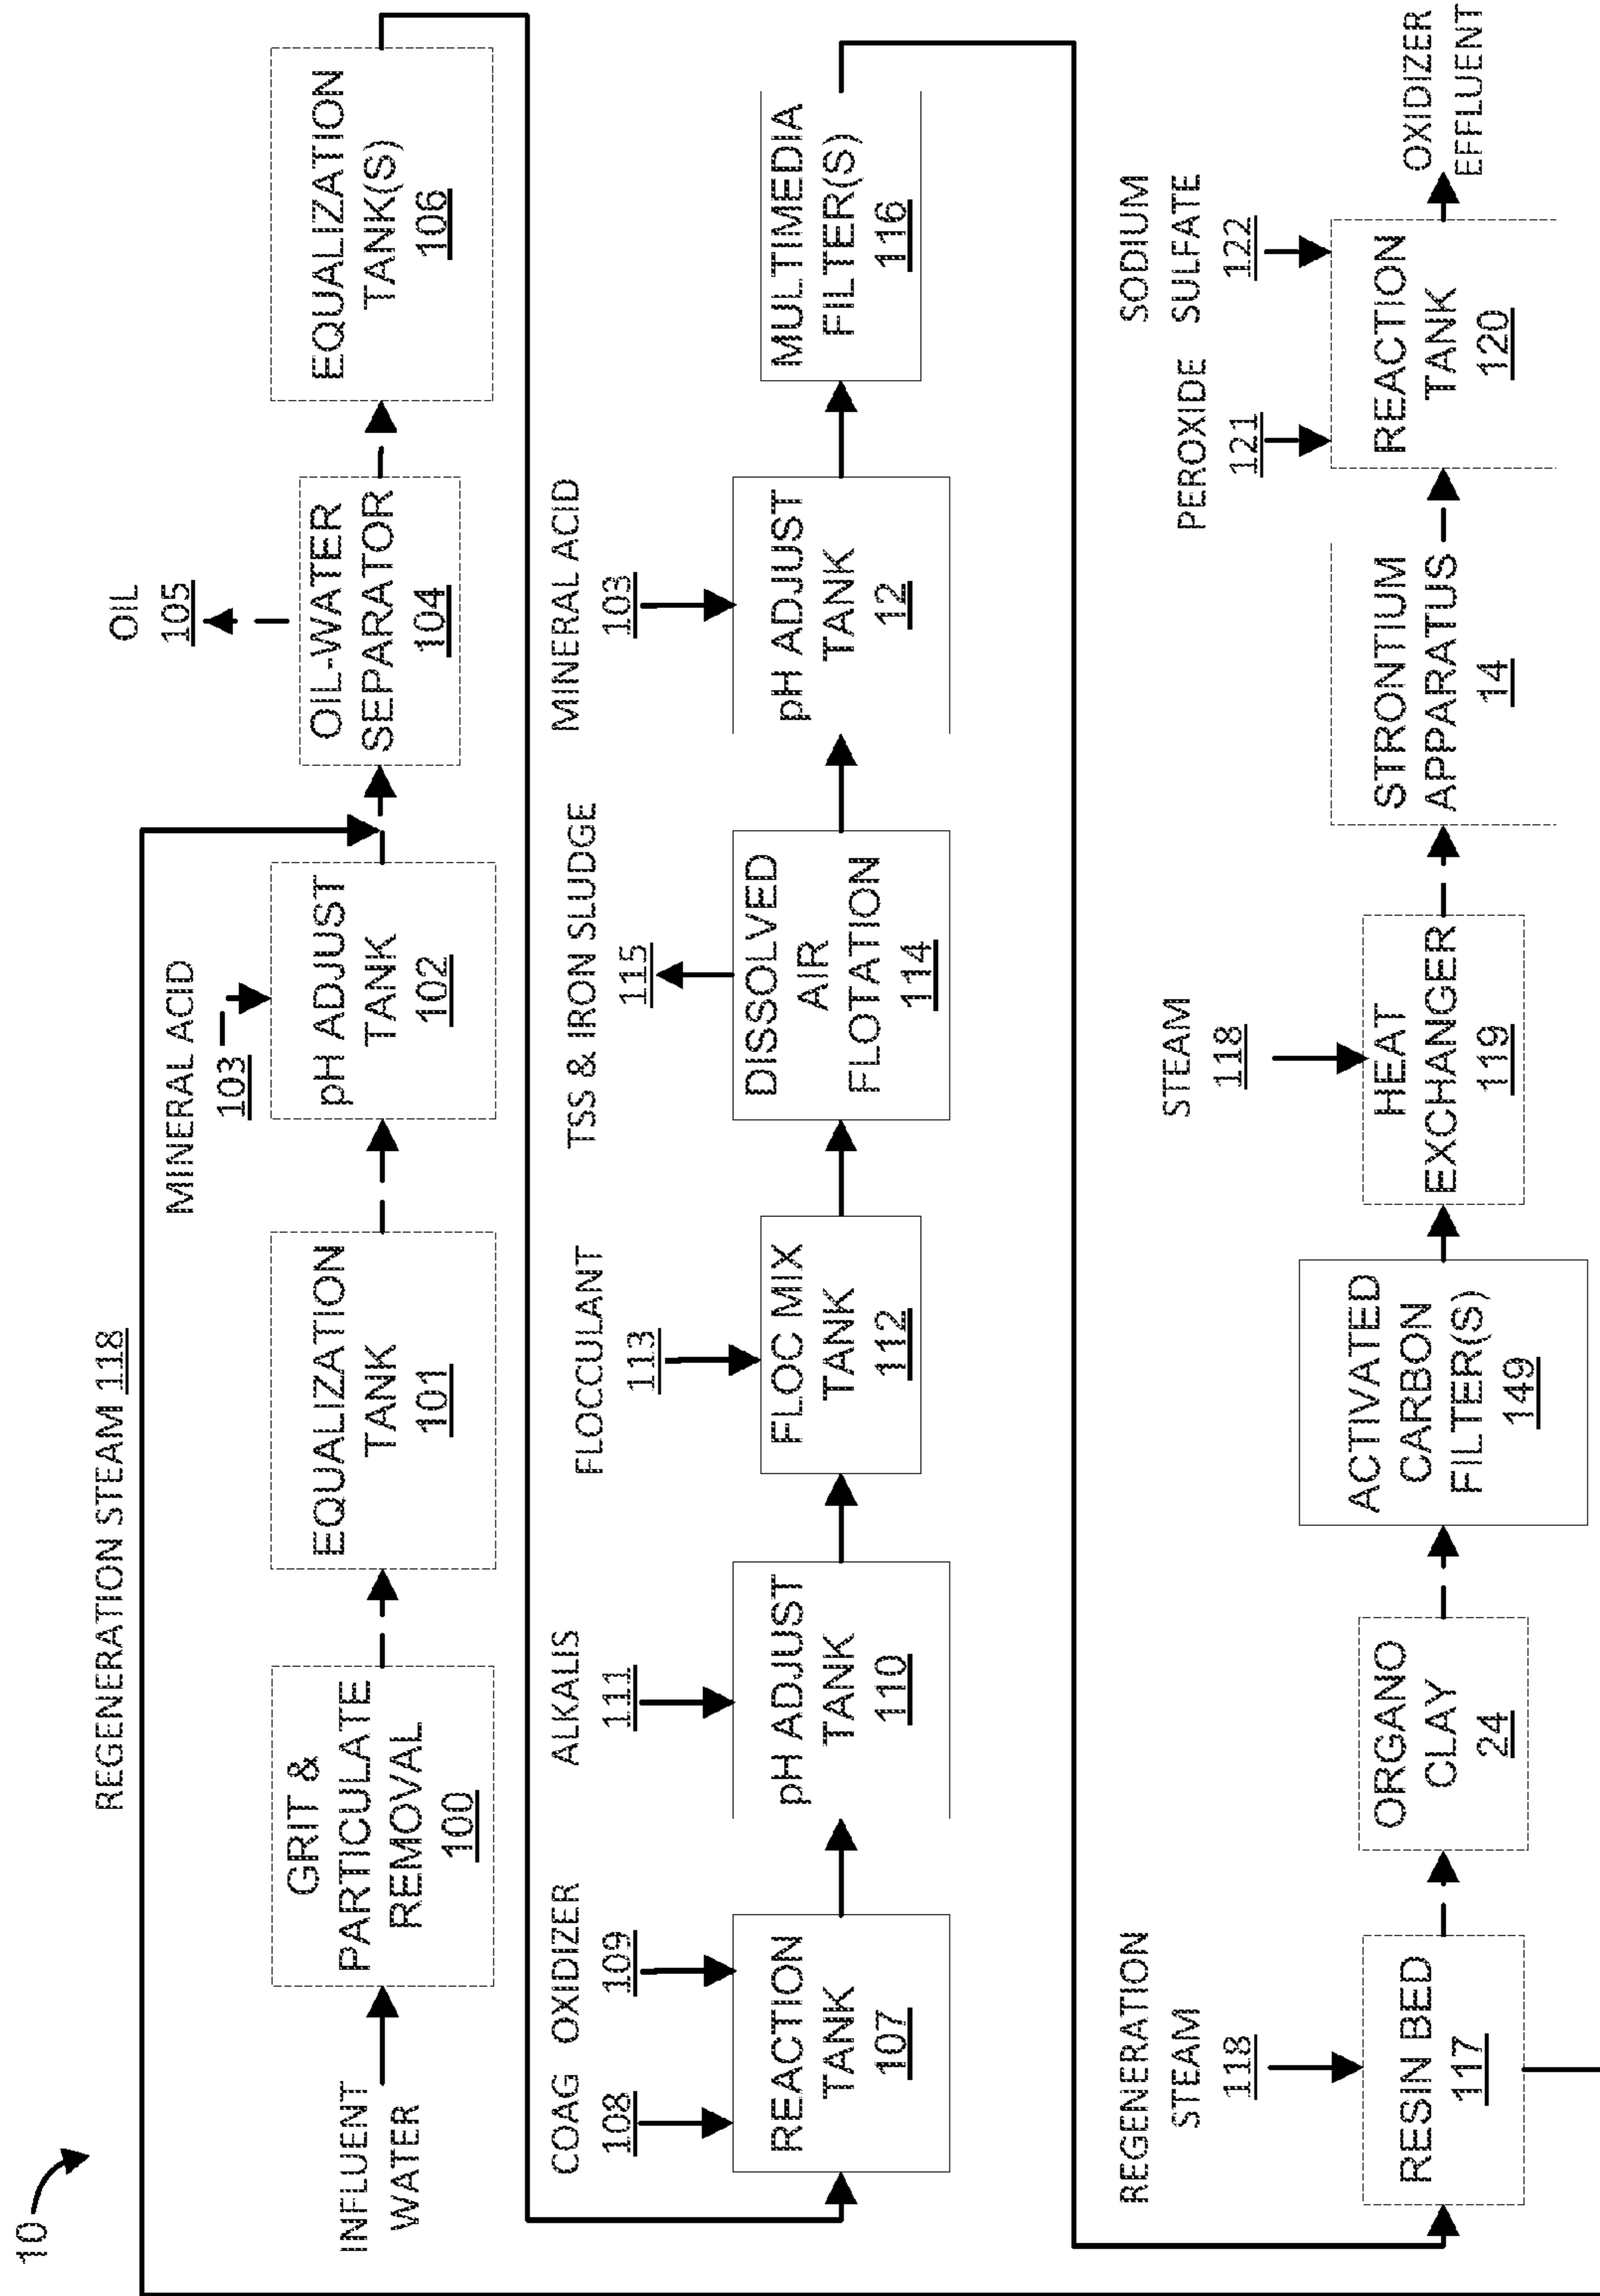 10
REGENERATION STEAM 118
INFLUENT
WATER
GRIT &
PARTICULATE
REMOVAL
100
EQUALIZATION
TANK
101
MINERAL ACID
103
pH ADJUST
TANK
102
OIL
105
OIL-WATER
SEPARATOR
104
EQUALIZATION
TANK(S)
106
COAG OXIDIZER
108 109
REACTION
TANK
107
ALKALIS
111
pH ADJUST
TANK
110
FLOCCULANT
113
FLOC MIX
TANK
112
TSS & IRON SLUDGE
115
DISSOLVED
AIR
FLOTATION
114
MINERAL ACID
103
pH ADJUST
TANK
12
MULTIMEDIA
FILTER(S)
116
REGENERATION
STEAM
118
RESIN BED
117
ORGANO
CLAY
24
ACTIVATED
CARBON
FILTER(S)
149
STEAM
118
HEAT
EXCHANGER
119
STRONTIUM
APPARATUS
14
PEROXIDE
121
SODIUM
SULFATE
122
REACTION
TANK
120
OXIDIZER
EFFLUENT